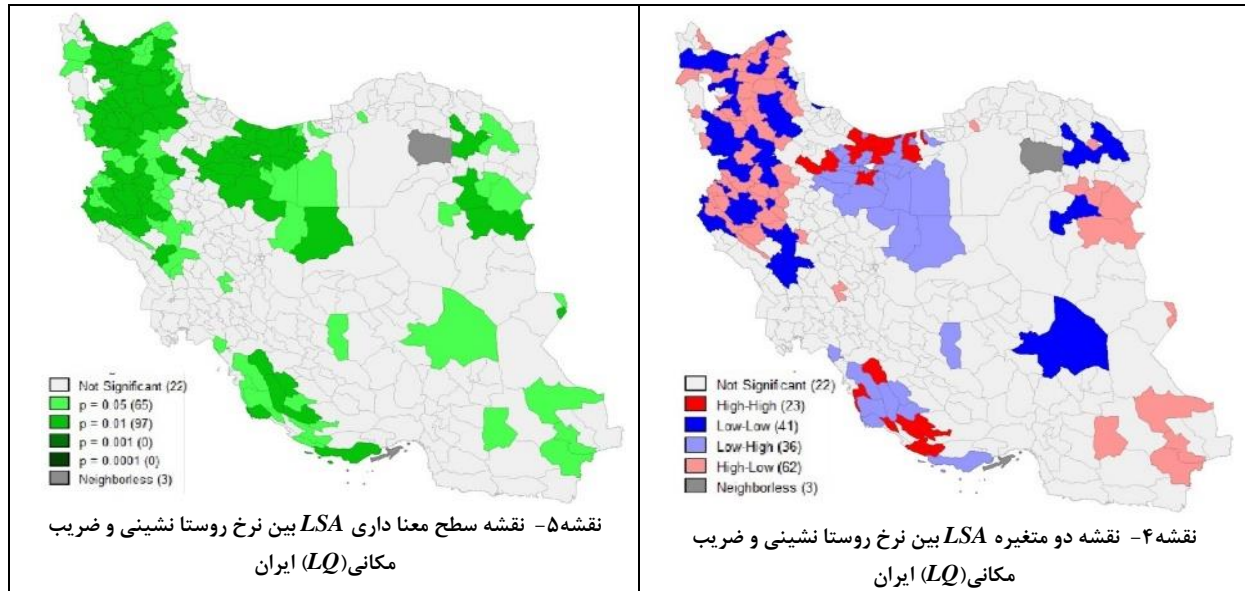 Not Significant (22)
High-High (23)
Low-Low (41)
Low-High (36)
High-Low (62)
Neighborless (3)
نقشه۴- نقشه دو متغیره LSA بین نرخ روستا نشینی و ضریب
مکانی(LQ) ایران
Not Significant (22)
p = 0.05 (65)
p = 0.01 (97)
p = 0.001 (0)
p = 0.0001 (0)
Neighborless (3)
نقشه۵- نقشه سطح معنا داری LSA بین نرخ روستا نشینی و ضریب
مکانی(LQ) ایران